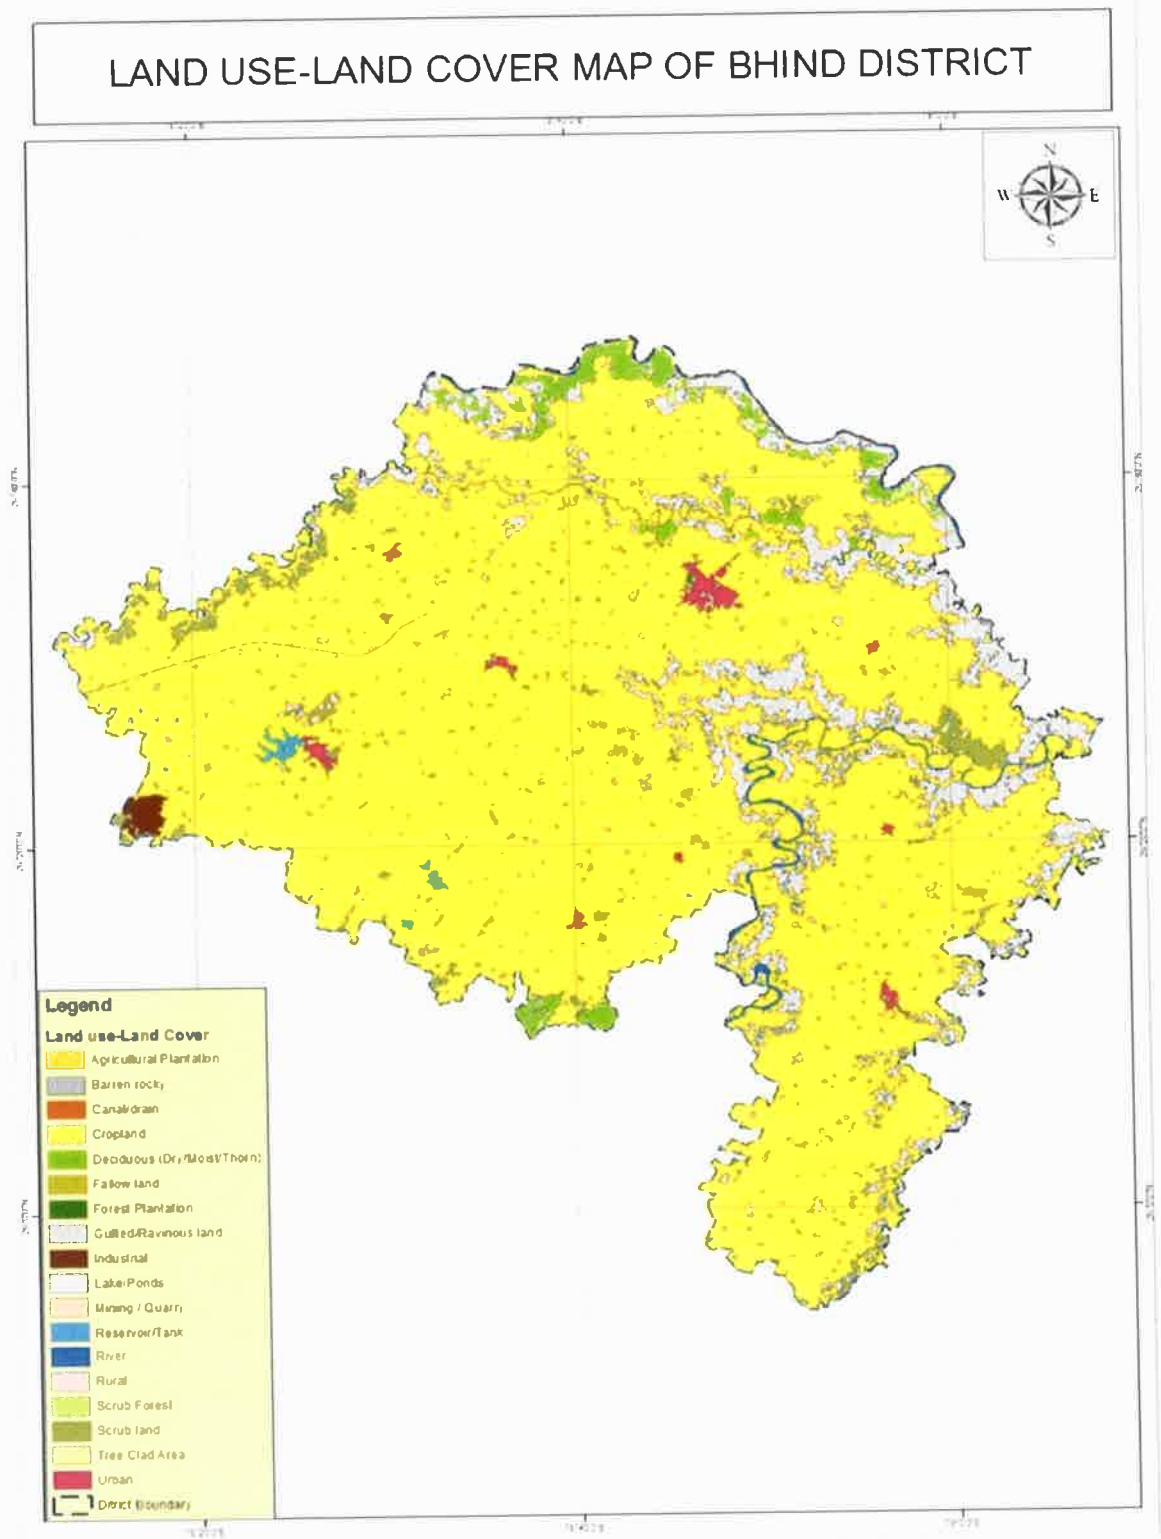 LAND USE-LAND COVER MAP OF BHIND DISTRICT
N
W E
S
Legend
Land use-Land Cover
Agricultural Plantation
Barren rocky
Canal/drain
Cropland
Deciduous (Dry/Moist/Thorn)
Fallow land
Forest Plantation
Gullied/Ravinous land
Industrial
Lake/Ponds
Mining / Quarry
Reservoir/Tank
River
Rural
Scrub Forest
Scrub land
Tree Clad Area
Urban
District Boundary